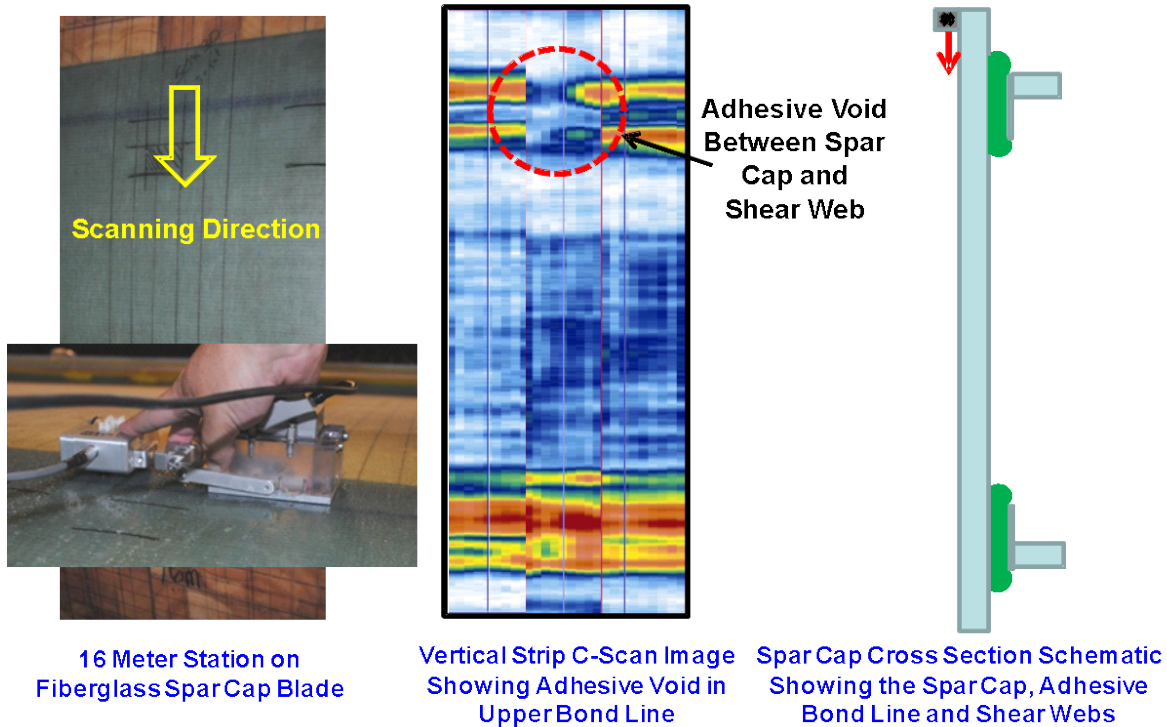 Scanning Direction
Adhesive Void
Between Spar
Cap and
Shear Web
16 Meter Station on
Fiberglass Spar Cap Blade
Vertical Strip C-Scan Image
Showing Adhesive Void in
Upper Bond Line
Spar Cap Cross Section Schematic
Showing the Spar Cap, Adhesive
Bond Line and Shear Webs